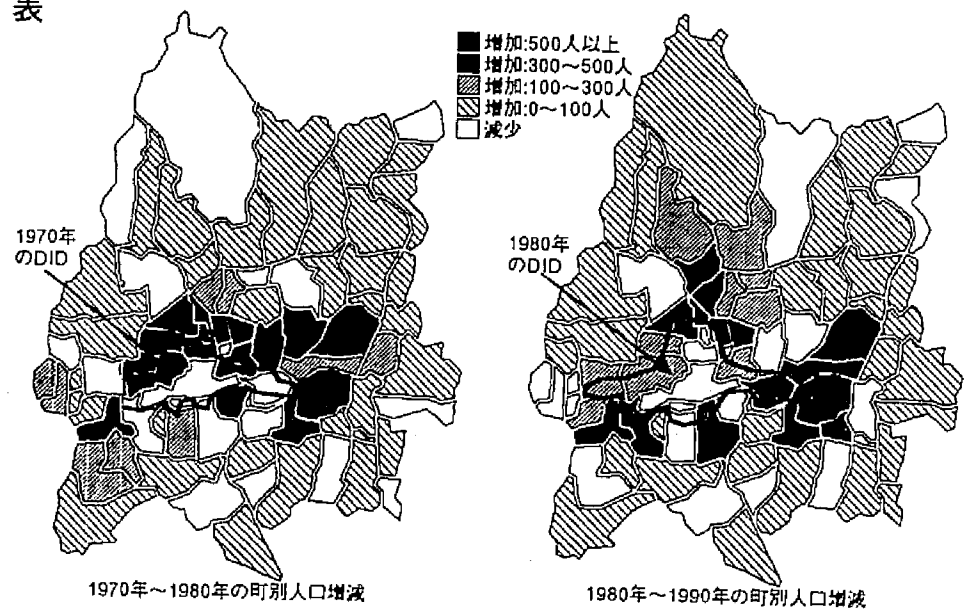 表
増加:500人以上
増加:300～500人
増加:100～300人
増加:0～100人
減少
1970年
のDID
1980年
のDID
1970年～1980年の町別人口増減
1980年～1990年の町別人口増減